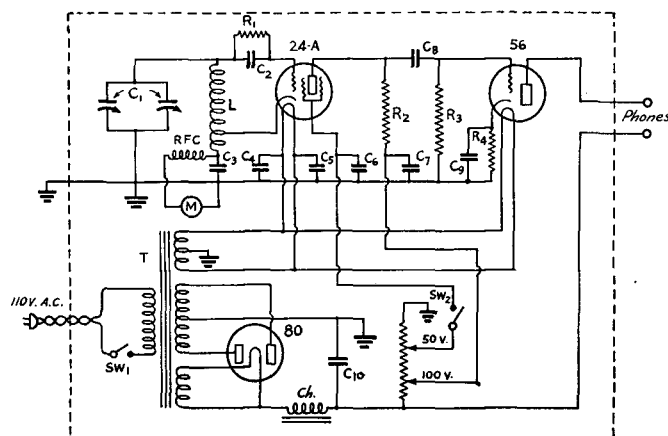 R1
24-A
56
C1
C2
C8
L
R2
R3
R4
Phones
RFC
C3
C4
C5
C6
C7
C9
M
T
110V. A.C.
SW1
SW2
80
50 V.
C10
100 V.
Ch.